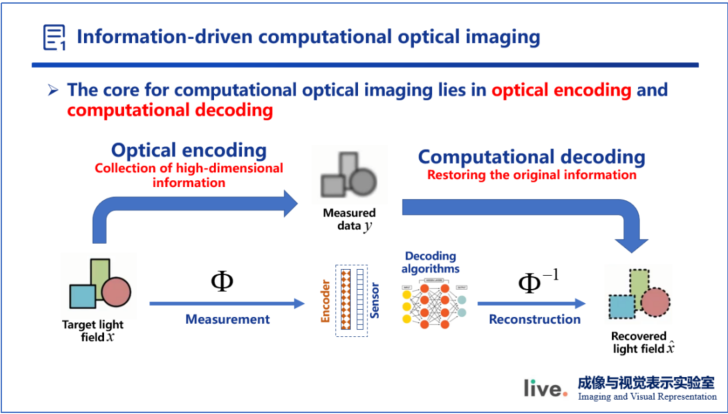 1
Information-driven computational optical imaging
➢ The core for computational optical imaging lies in optical encoding and
computational decoding
Optical encoding
Collection of high-dimensional
information
Measured
data y
Computational decoding
Restoring the original information
Target light
field x
Φ
Measurement
Encoder
Sensor
Decoding
algorithms
Φ⁻¹
Reconstruction
Recovered
light field x̂
live.
成像与视觉表示实验室
Imaging and Visual Representation